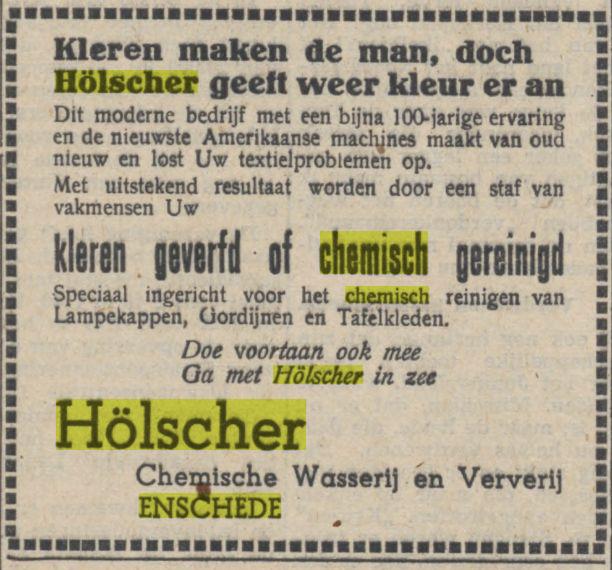 Kleren maken de man, doch
Hölscher geeft weer kleur er an
Dit moderne bedrijf met een bijna 100-jarige ervaring
en de nieuwste Amerikaanse machines maakt van oud
nieuw en lost Uw textielproblemen op.
Met uitstekend resultaat worden door een staf van
vakmensen Uw
kleren geverfd of chemisch gereinigd
Speciaal ingericht voor het chemisch reinigen van
Lampekappen, Gordijnen en Tafelkleden.
Doe voortaan ook mee
Ga met Hölscher in zee
Hölscher
Chemische Wasserij en Ververij
ENSCHEDE